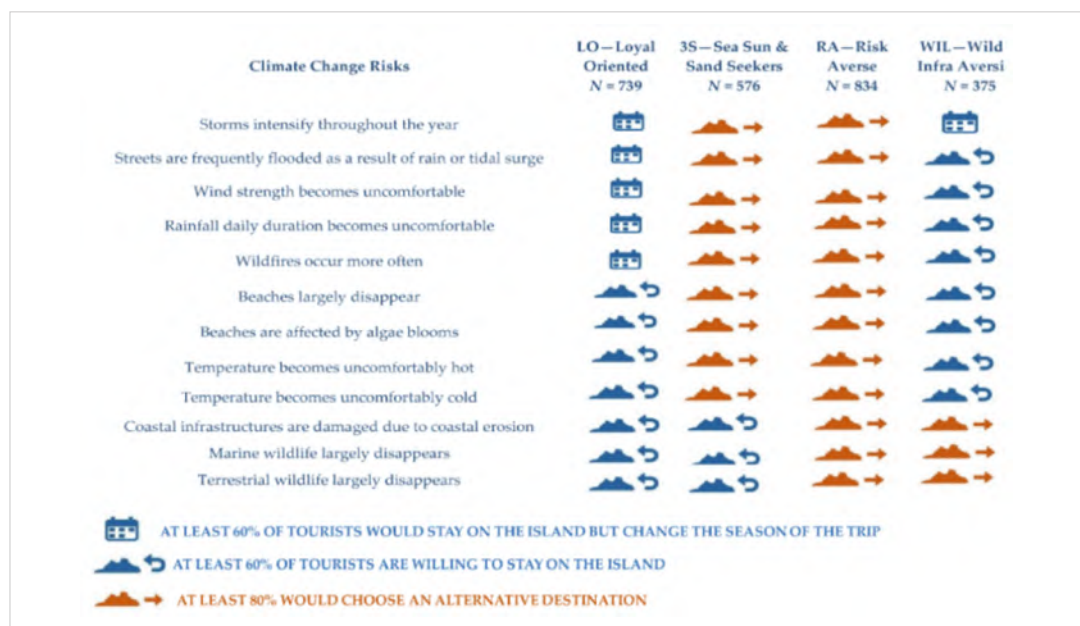 LO—Loyal 3S—Sea Sun & RA—Risk WIL—Wild
Climate Change Risks Oriented Sand Seekers Averse Infra Aversi
N = 739 N = 576 N = 834 N = 375
Storms intensify throughout the year
Streets are frequently flooded as a result of rain or tidal surge
Wind strength becomes uncomfortable
Rainfall daily duration becomes uncomfortable
Wildfires occur more often
Beaches largely disappear
Beaches are affected by algae blooms
Temperature becomes uncomfortably hot
Temperature becomes uncomfortably cold
Coastal infrastructures are damaged due to coastal erosion
Marine wildlife largely disappears
Terrestrial wildlife largely disappears
AT LEAST 60% OF TOURISTS WOULD STAY ON THE ISLAND BUT CHANGE THE SEASON OF THE TRIP
AT LEAST 60% OF TOURISTS ARE WILLING TO STAY ON THE ISLAND
AT LEAST 80% WOULD CHOOSE AN ALTERNATIVE DESTINATION